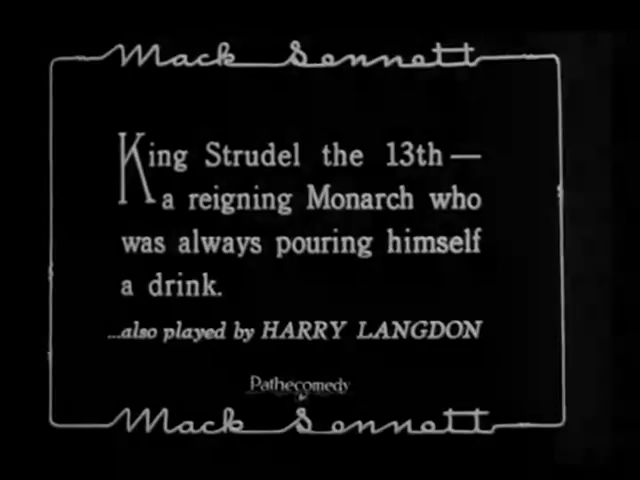 Mack Sennett
King Strudel the 13th —
a reigning Monarch who
was always pouring himself
a drink.
...also played by HARRY LANGDON
Pathecomedy
Mack Sennett